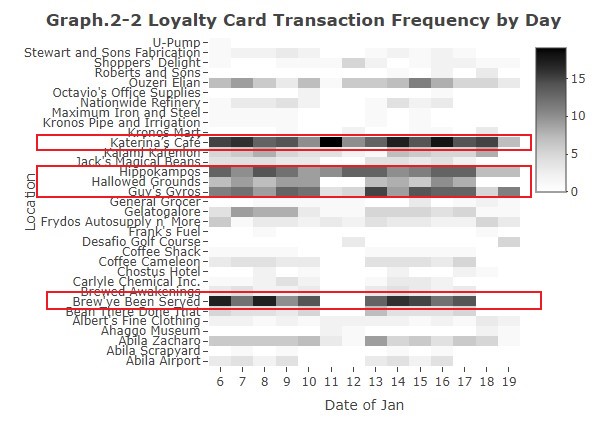 Graph.2-2 Loyalty Card Transaction Frequency by Day
U-Pump
Stewart and Sons Fabrication
Shoppers' Delight
Roberts and Sons
Ouzeri Elian
Octavio's Office Supplies
Nationwide Refinery
Maximum Iron and Steel
Kronos Pipe and Irrigation
Kronos Mart
Katerina's Café
Kalami Kafenion
Jack's Magical Beans
Hippokampos
Hallowed Grounds
Guy's Gyros
General Grocer
Gelatogalore
Frydos Autosupply n' More
Frank's Fuel
Desafio Golf Course
Coffee Shack
Coffee Cameleon
Chostus Hotel
Carlyle Chemical Inc.
Brewed Awakenings
Brew've Been Served
Bean There Done That
Albert's Fine Clothing
Ahaggo Museum
Abila Zacharo
Abila Scrapyard
Abila Airport
Location
6 7 8 9 10 11 12 13 14 15 16 17 18 19
Date of Jan
15
10
5
0